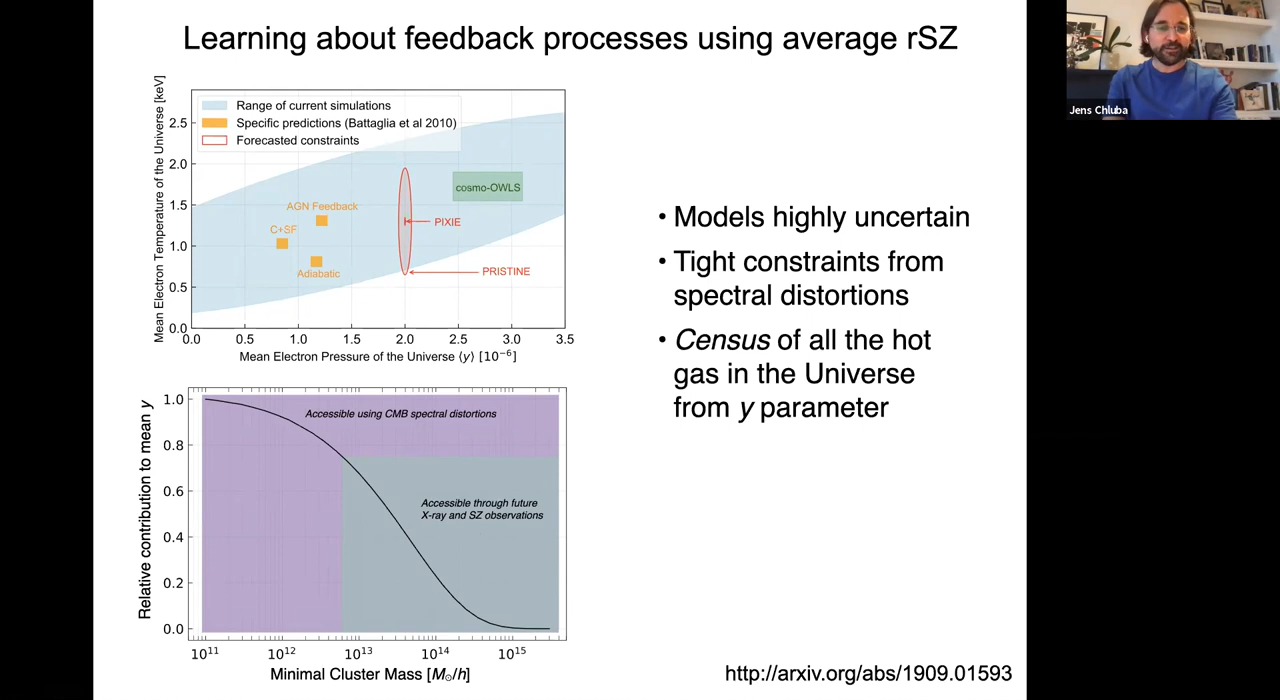 Learning about feedback processes using average rSZ
Jens Chluba
Mean Electron Temperature of the Universe [keV]
2.5
2.0
1.5
1.0
0.5
0.0
Range of current simulations
Specific predictions (Battaglia et al 2010)
Forecasted constraints
cosmo-OWLS
AGN Feedback
PIXIE
C+SF
Adiabatic
PRISTINE
0.0 0.5 1.0 1.5 2.0 2.5 3.0 3.5
Mean Electron Pressure of the Universe ⟨y⟩ [10⁻⁶]
• Models highly uncertain
• Tight constraints from
spectral distortions
• Census of all the hot
gas in the Universe
from y parameter
Relative contribution to mean y
1.0
0.8
0.6
0.4
0.2
0.0
Accessible using CMB spectral distortions
Accessible through future
X-ray and SZ observations
10¹¹ 10¹² 10¹³ 10¹⁴ 10¹⁵
Minimal Cluster Mass [M⊙/h]
http://arxiv.org/abs/1909.01593